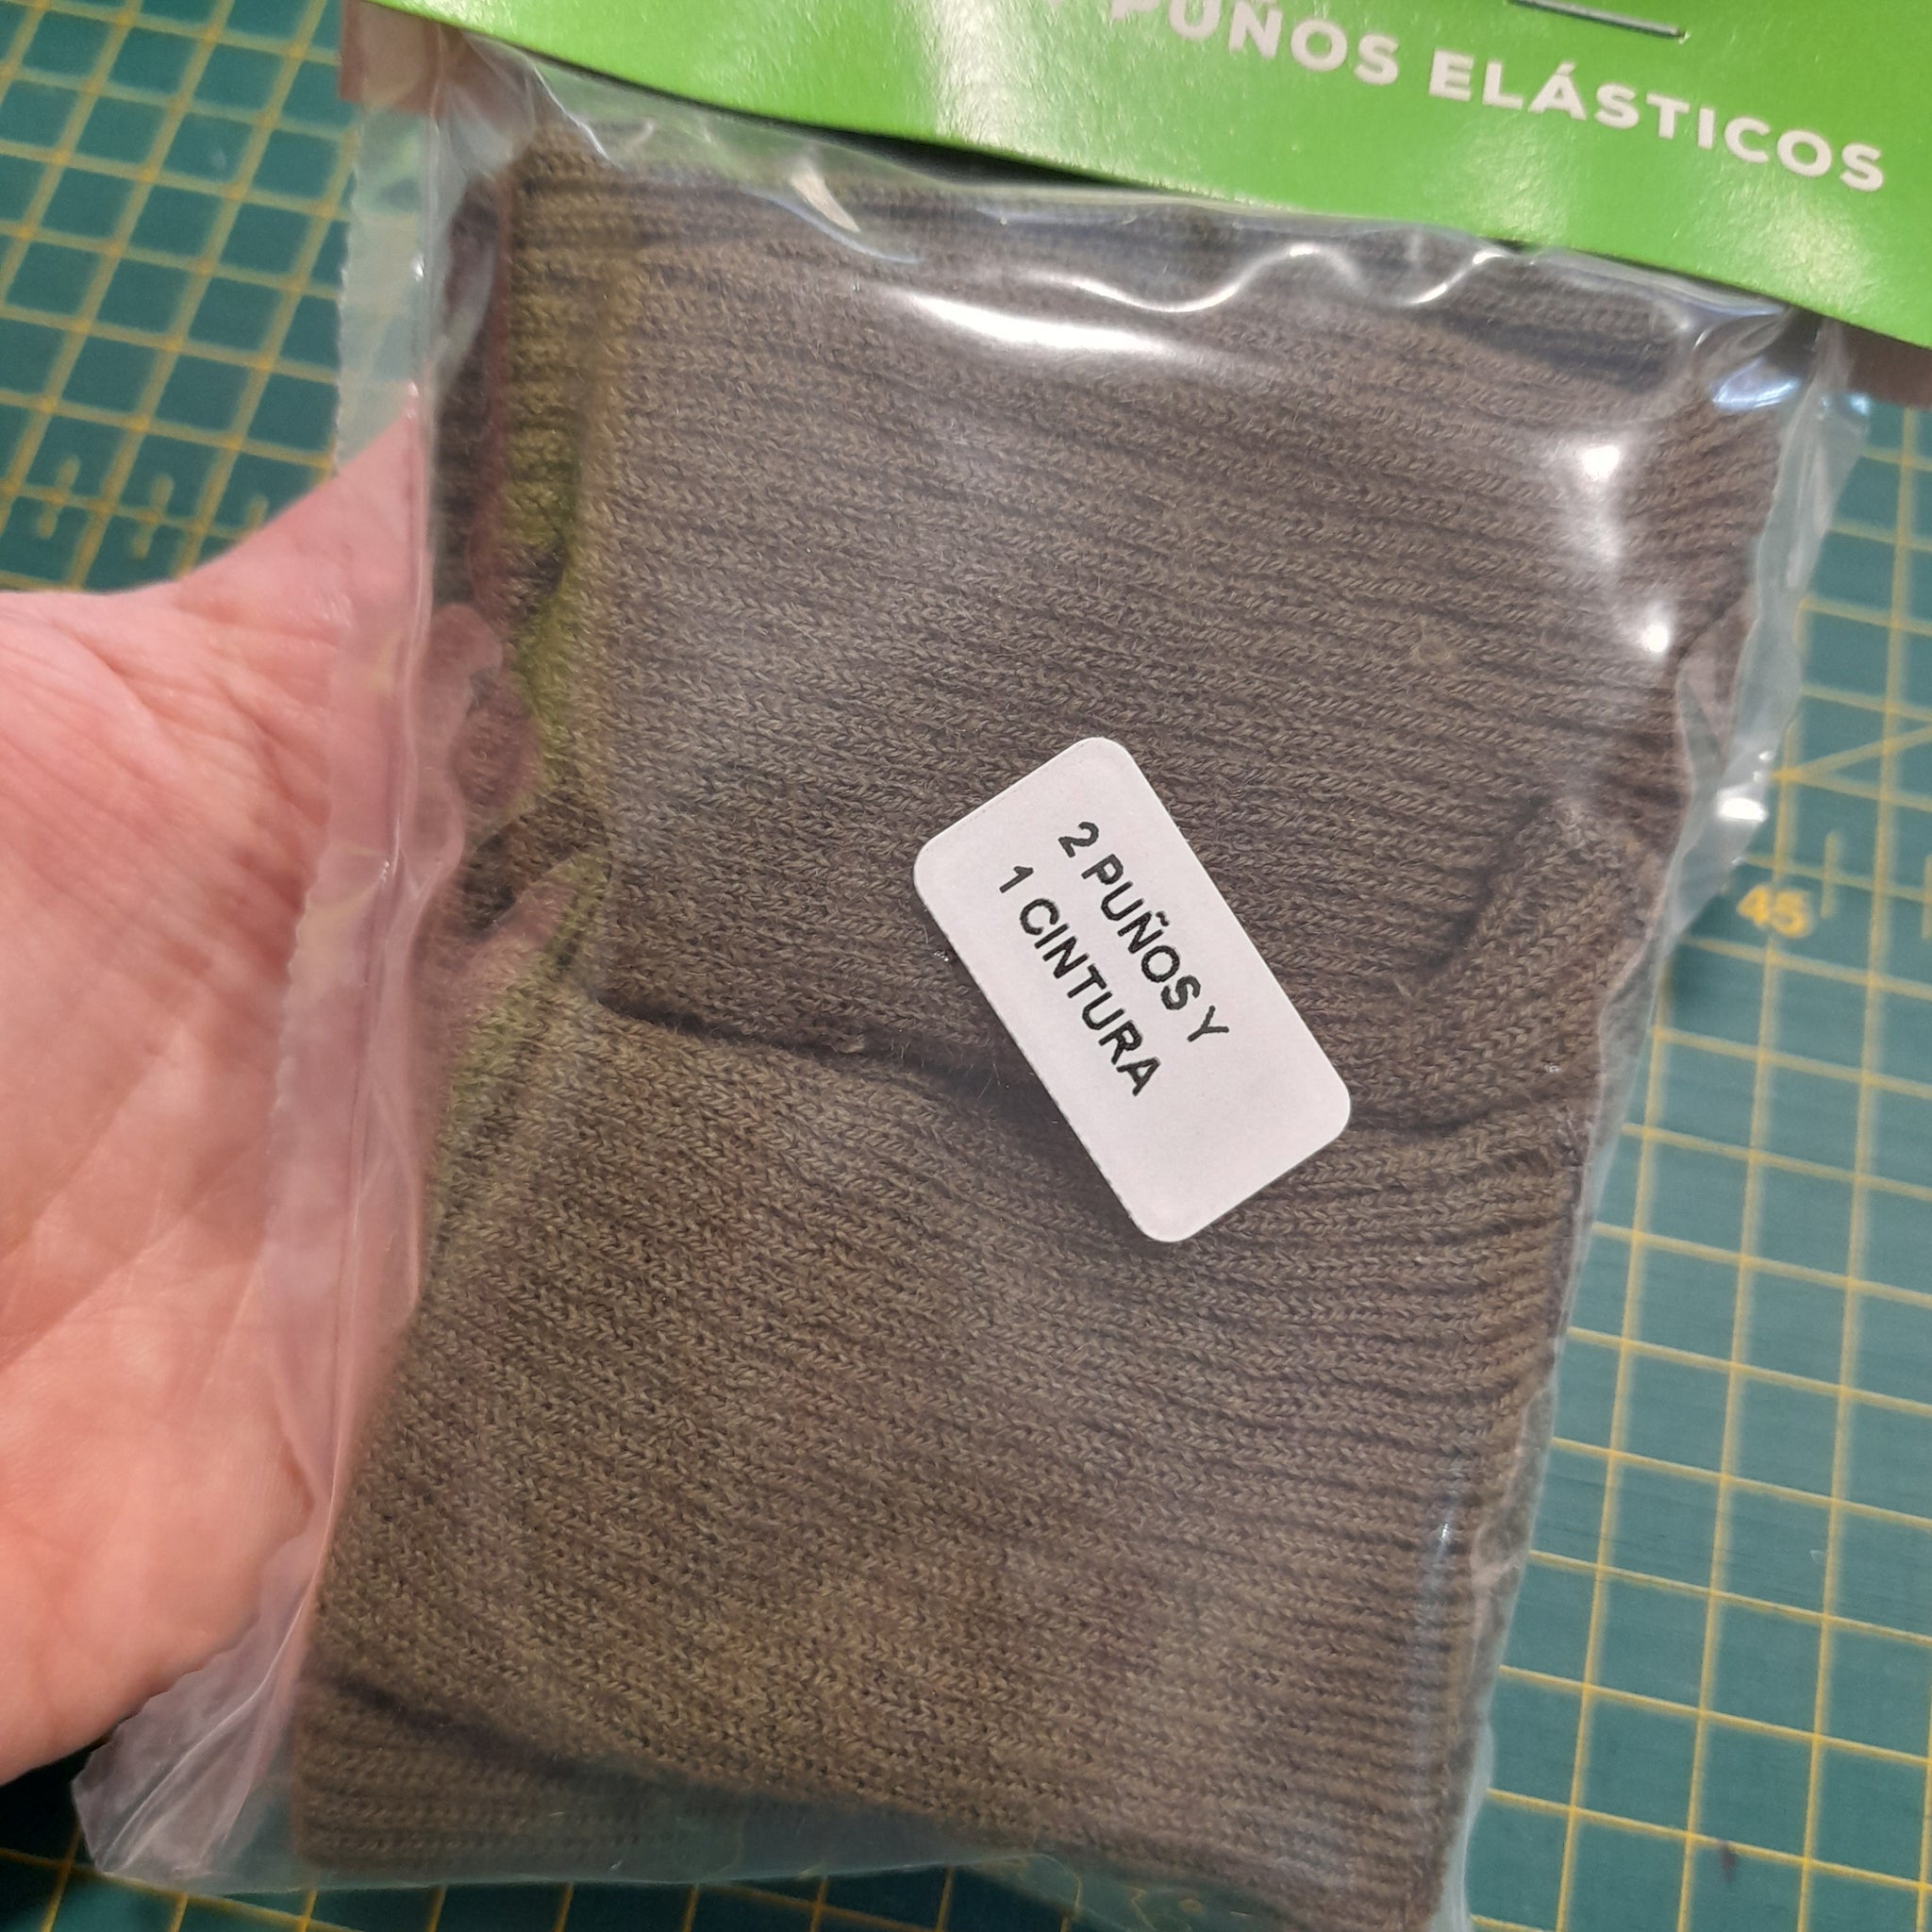 PUÑOS ELÁSTICOS
2 PUÑOS Y
1 CINTURA
45